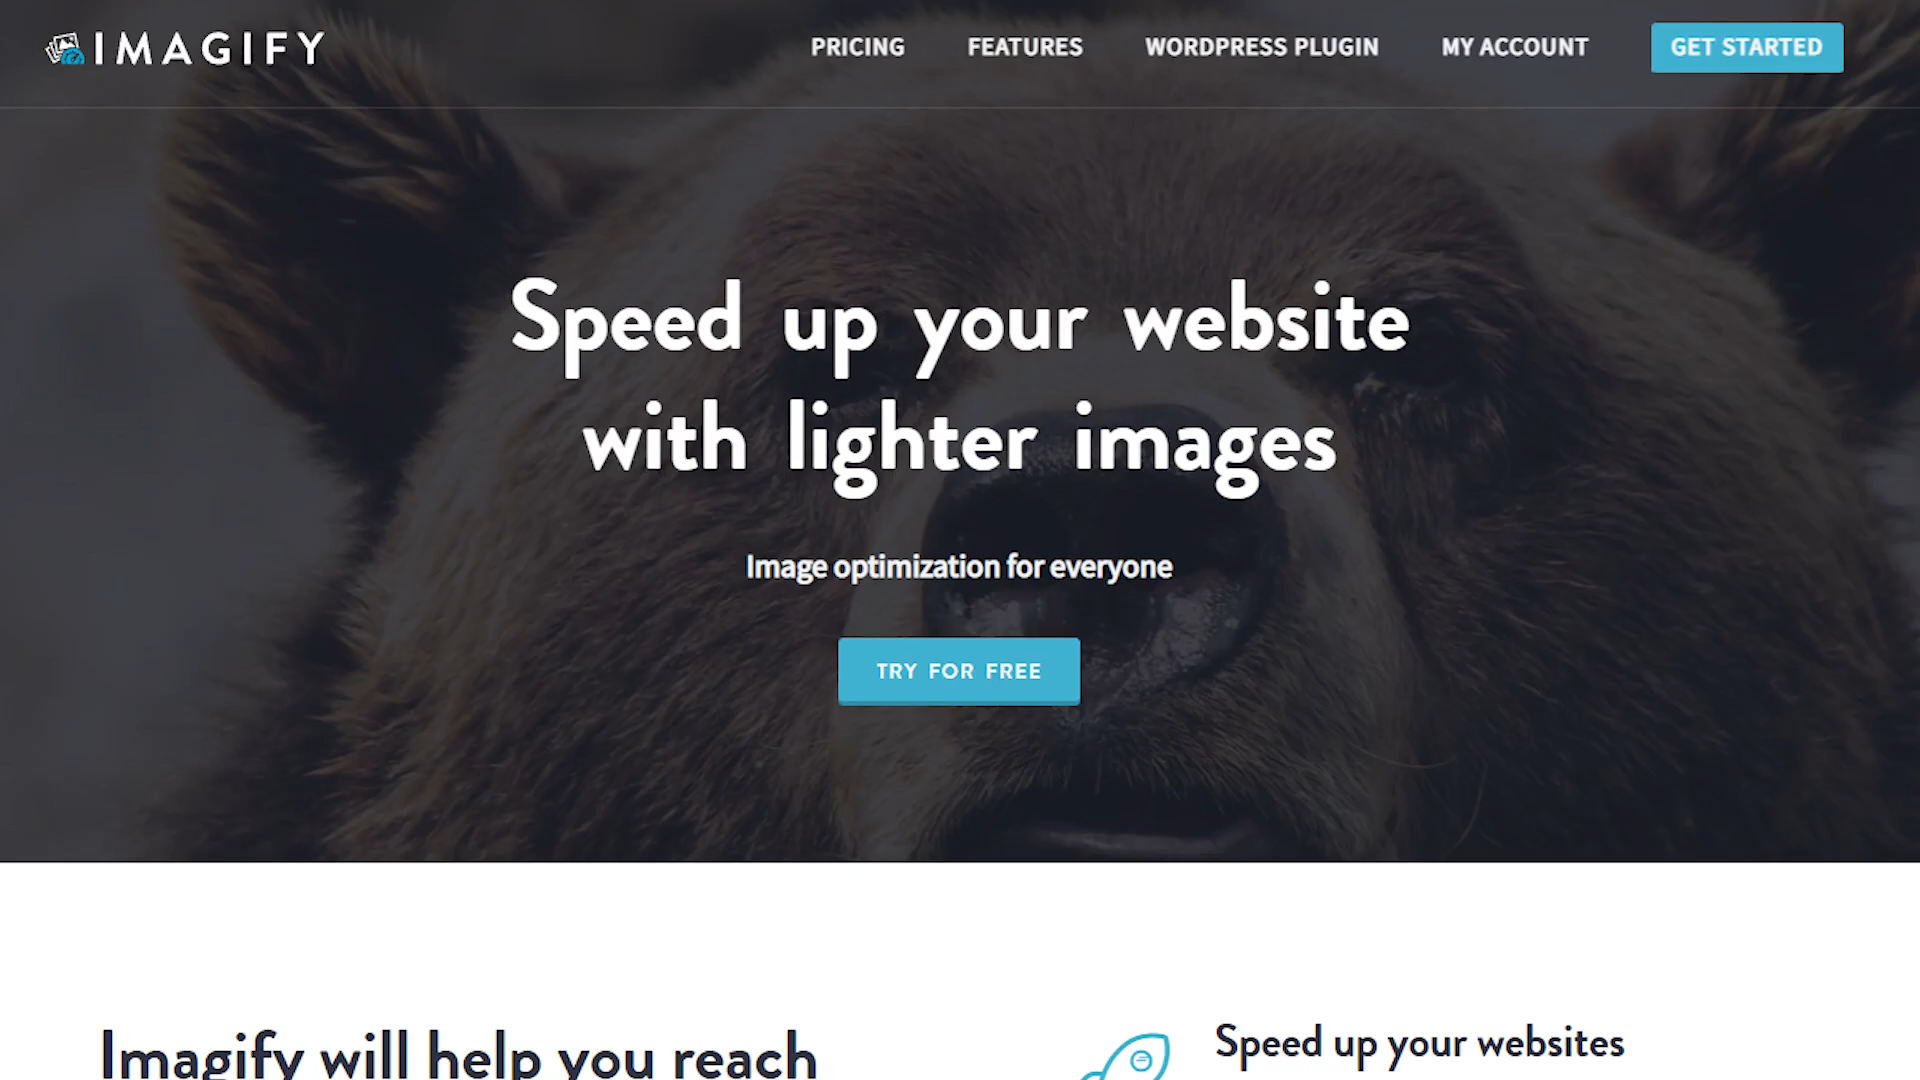 IMAGIFY
PRICING
FEATURES
WORDPRESS PLUGIN
MY ACCOUNT
GET STARTED
Speed up your website
with lighter images
Image optimization for everyone
TRY FOR FREE
Imagify will help you reach
Speed up your websites